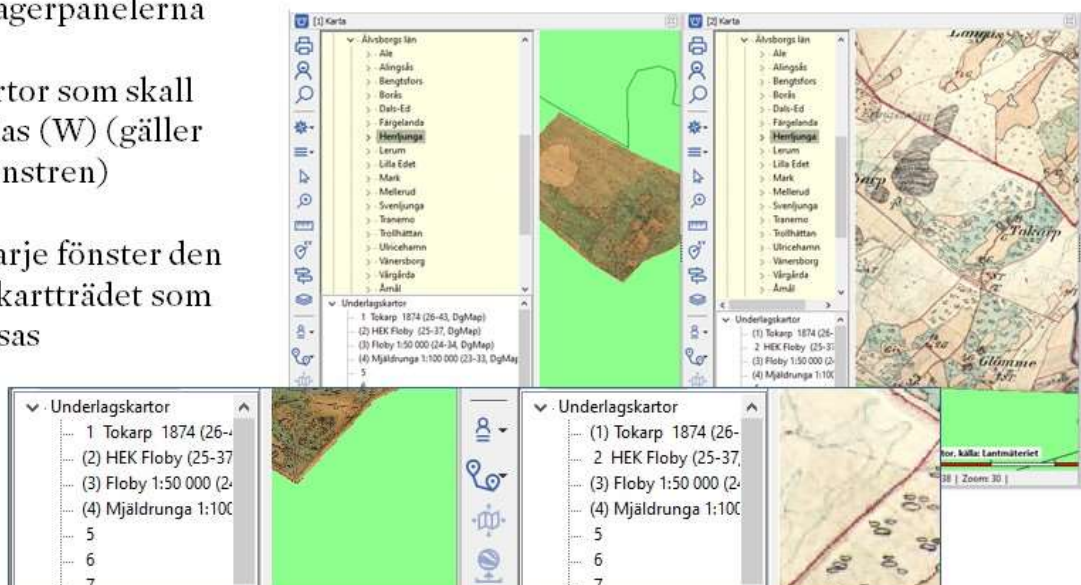 agerpanelerna
rtor som skall
las (W) (gäller
nstren)
arje fönster den
kartträdet som
sas
[1] Karta
Älvsborgs län
Ale
Alingsås
Bengtsfors
Borås
Dals-Ed
Färgelanda
Herrljunga
Lerum
Lilla Edet
Mark
Mellerud
Svenljunga
Tranemo
Trollhättan
Ulricehamn
Vänersborg
Vårgårda
Åmål
Underlagskartor
1 Tokarp 1874 (26-43, DgMap)
(2) HEK Floby (25-37, DgMap)
(3) Floby 1:50 000 (24-34, DgMap)
(4) Mjäldrunga 1:100 000 (23-33, DgMap
5
[2] Karta
Älvsborgs län
Ale
Alingsås
Bengtsfors
Borås
Dals-Ed
Färgelanda
Herrljunga
Lerum
Lilla Edet
Mark
Mellerud
Svenljunga
Tranemo
Trollhättan
Ulricehamn
Vänersborg
Vårgårda
Åmål
Underlagskartor
(1) Tokarp 1874 (26-
2 HEK Floby (25-37
(3) Floby 1:50 000 (2
(4) Mjäldrunga 1:100
Tokarp
Glömme
tor, källa: Lantmäteriet
38 | Zoom: 30 |
Underlagskartor
1 Tokarp 1874 (26-4
(2) HEK Floby (25-37
(3) Floby 1:50 000 (24
(4) Mjäldrunga 1:100
5
6
7
Underlagskartor
(1) Tokarp 1874 (26-
2 HEK Floby (25-37,
(3) Floby 1:50 000 (24
(4) Mjäldrunga 1:100
5
6
7